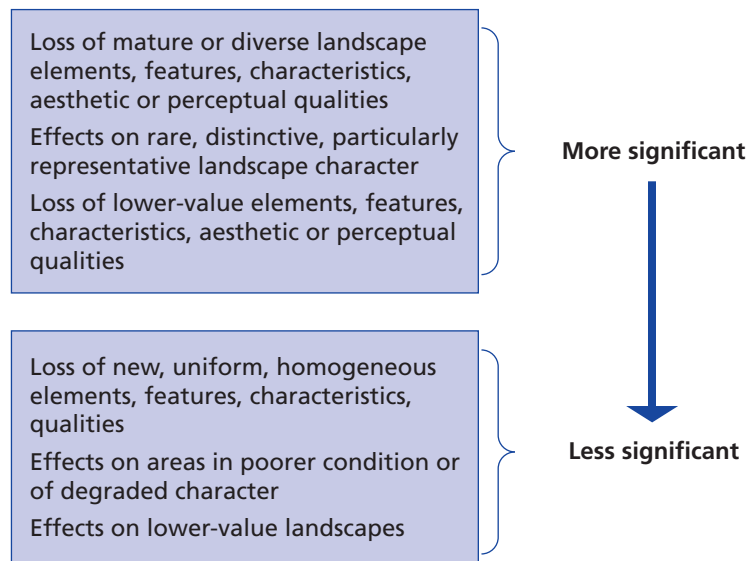 Loss of mature or diverse landscape
elements, features, characteristics,
aesthetic or perceptual qualities
Effects on rare, distinctive, particularly
representative landscape character
Loss of lower-value elements, features,
characteristics, aesthetic or perceptual
qualities
More significant
Loss of new, uniform, homogeneous
elements, features, characteristics,
qualities
Effects on areas in poorer condition or
of degraded character
Effects on lower-value landscapes
Less significant